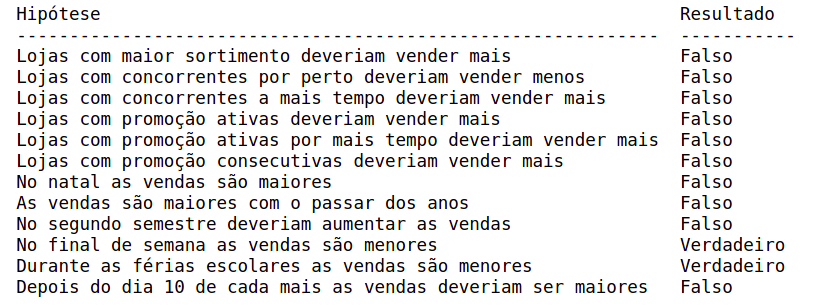 Hipótese Resultado
------------------------------------------------------------- -----------
Lojas com maior sortimento deveriam vender mais Falso
Lojas com concorrentes por perto deveriam vender menos Falso
Lojas com concorrentes a mais tempo deveriam vender mais Falso
Lojas com promoção ativas deveriam vender mais Falso
Lojas com promoção ativas por mais tempo deveriam vender mais Falso
Lojas com promoção consecutivas deveriam vender mais Falso
No natal as vendas são maiores Falso
As vendas são maiores com o passar dos anos Falso
No segundo semestre deveriam aumentar as vendas Falso
No final de semana as vendas são menores Verdadeiro
Durante as férias escolares as vendas são menores Verdadeiro
Depois do dia 10 de cada mais as vendas deveriam ser maiores Falso